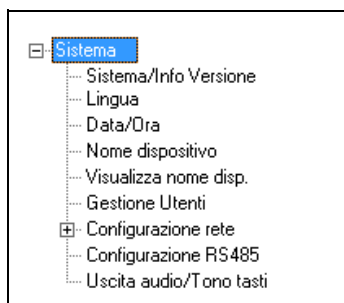 Sistema
Sistema/Info Versione
Lingua
Data/Ora
Nome dispositivo
Visualizza nome disp.
Gestione Utenti
Configurazione rete
Configurazione RS485
Uscita audio/Tono tasti